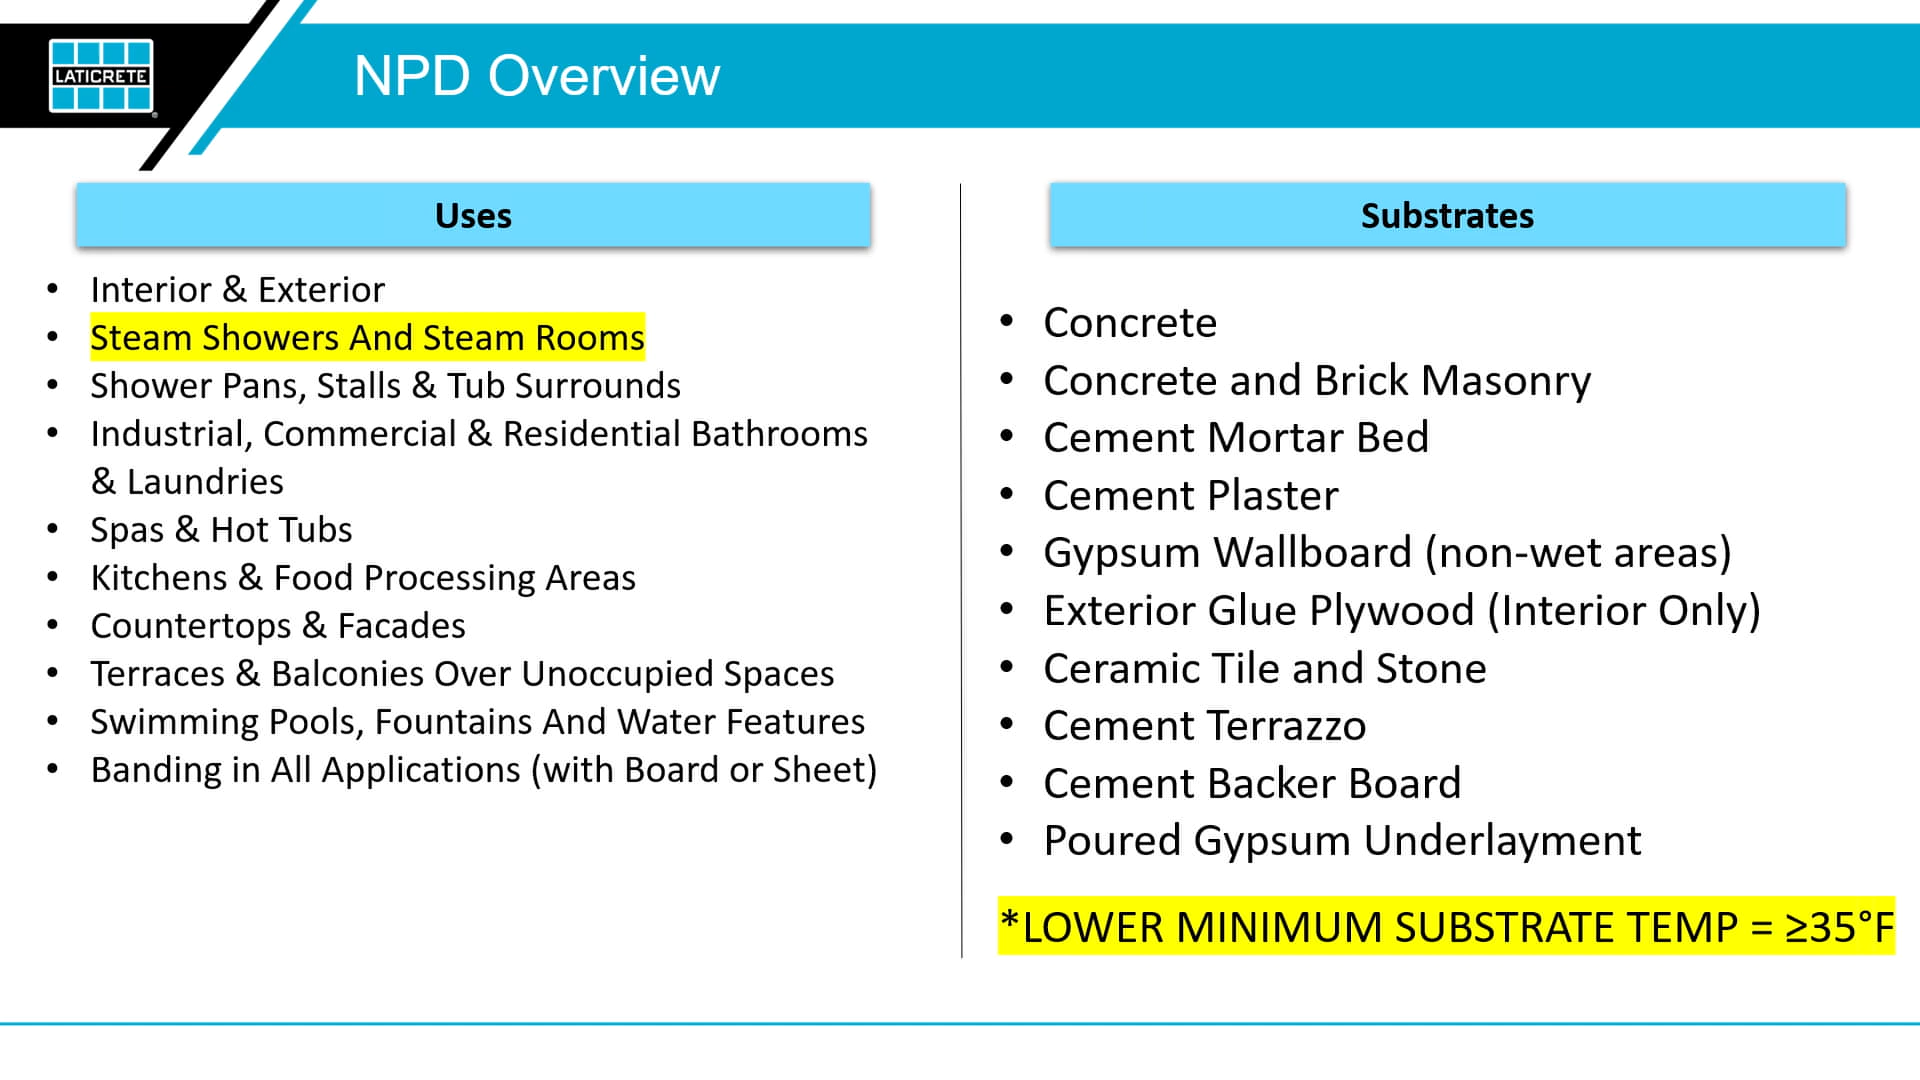 LATICRETE
®
NPD Overview
Uses
• Interior & Exterior
• Steam Showers And Steam Rooms
• Shower Pans, Stalls & Tub Surrounds
• Industrial, Commercial & Residential Bathrooms
& Laundries
• Spas & Hot Tubs
• Kitchens & Food Processing Areas
• Countertops & Facades
• Terraces & Balconies Over Unoccupied Spaces
• Swimming Pools, Fountains And Water Features
• Banding in All Applications (with Board or Sheet)
Substrates
• Concrete
• Concrete and Brick Masonry
• Cement Mortar Bed
• Cement Plaster
• Gypsum Wallboard (non-wet areas)
• Exterior Glue Plywood (Interior Only)
• Ceramic Tile and Stone
• Cement Terrazzo
• Cement Backer Board
• Poured Gypsum Underlayment
*LOWER MINIMUM SUBSTRATE TEMP = ≥35°F